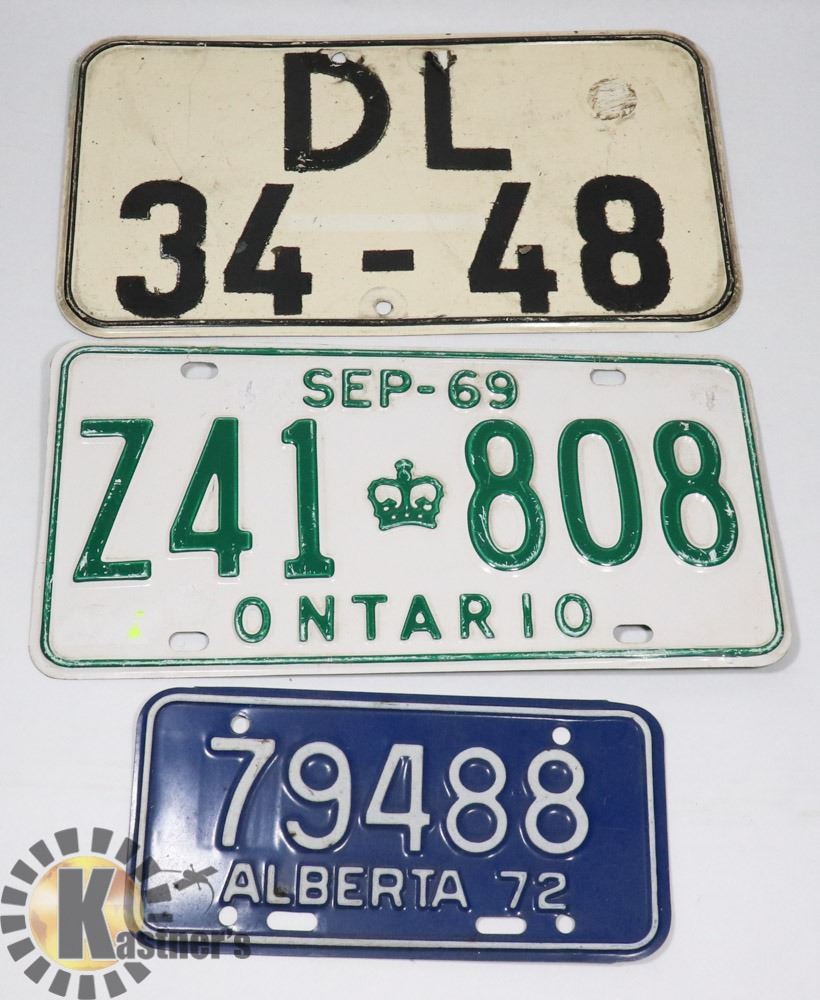 DL
34-48
SEP-69
Z41 808
ONTARIO
79488
ALBERTA 72
Kastner's